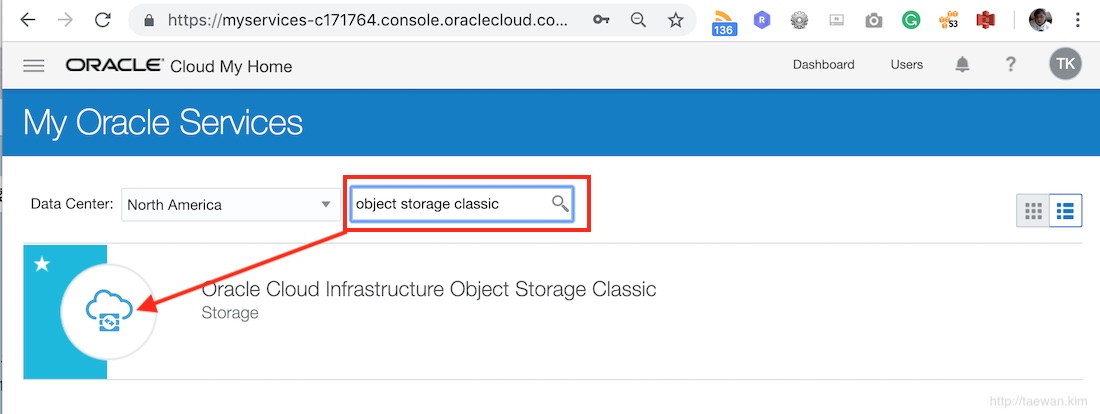 https://myservices-c171764.console.oraclecloud.co...
136
R
S3
ORACLE® Cloud My Home
Dashboard
Users
?
TK
My Oracle Services
Data Center:
North America
object storage classic
Oracle Cloud Infrastructure Object Storage Classic
Storage
http://taewan.kim